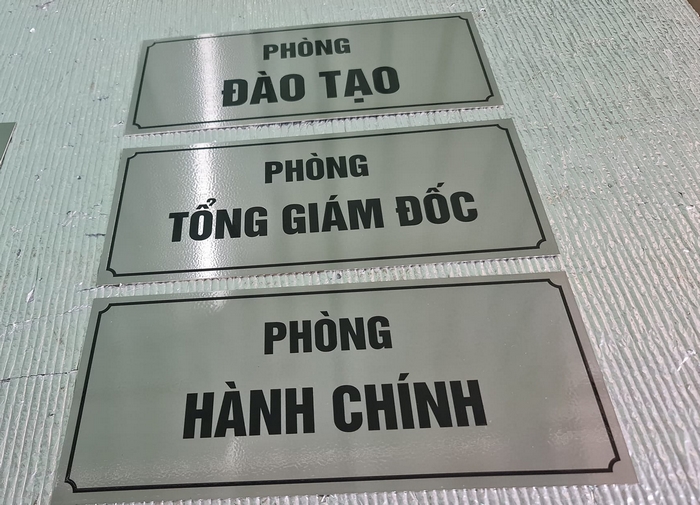 PHÒNG
ĐÀO TẠO
PHÒNG
TỔNG GIÁM ĐỐC
PHÒNG
HÀNH CHÍNH